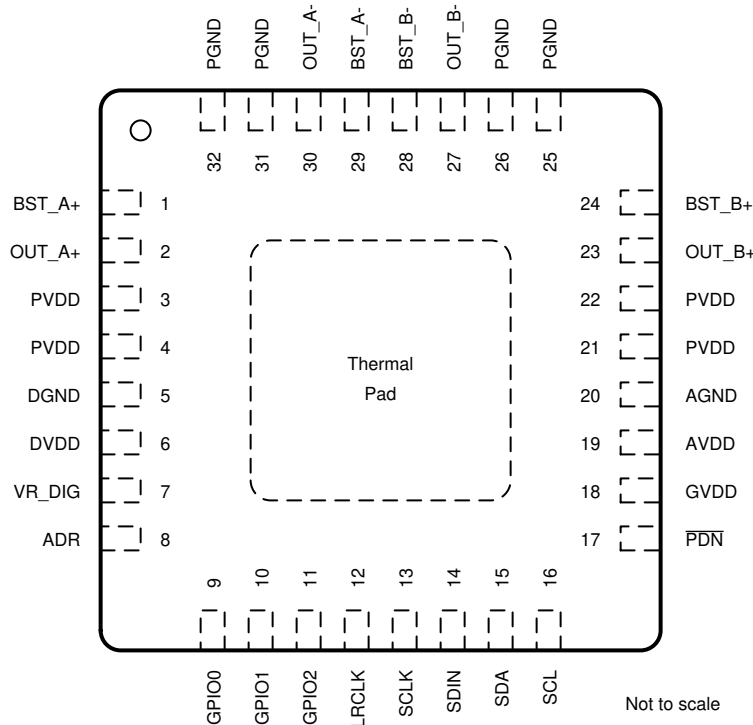 PGND
PGND
OUT_A-
BST_A-
BST_B-
OUT_B-
PGND
PGND
32
31
30
29
28
27
26
25
BST_A+ 1
OUT_A+ 2
PVDD 3
PVDD 4
DGND 5
DVDD 6
VR_DIG 7
ADR 8
Thermal
Pad
24 BST_B+
23 OUT_B+
22 PVDD
21 PVDD
20 AGND
19 AVDD
18 GVDD
17 PDN
9
10
11
12
13
14
15
16
GPIO0
GPIO1
GPIO2
LRCLK
SCLK
SDIN
SDA
SCL
Not to scale